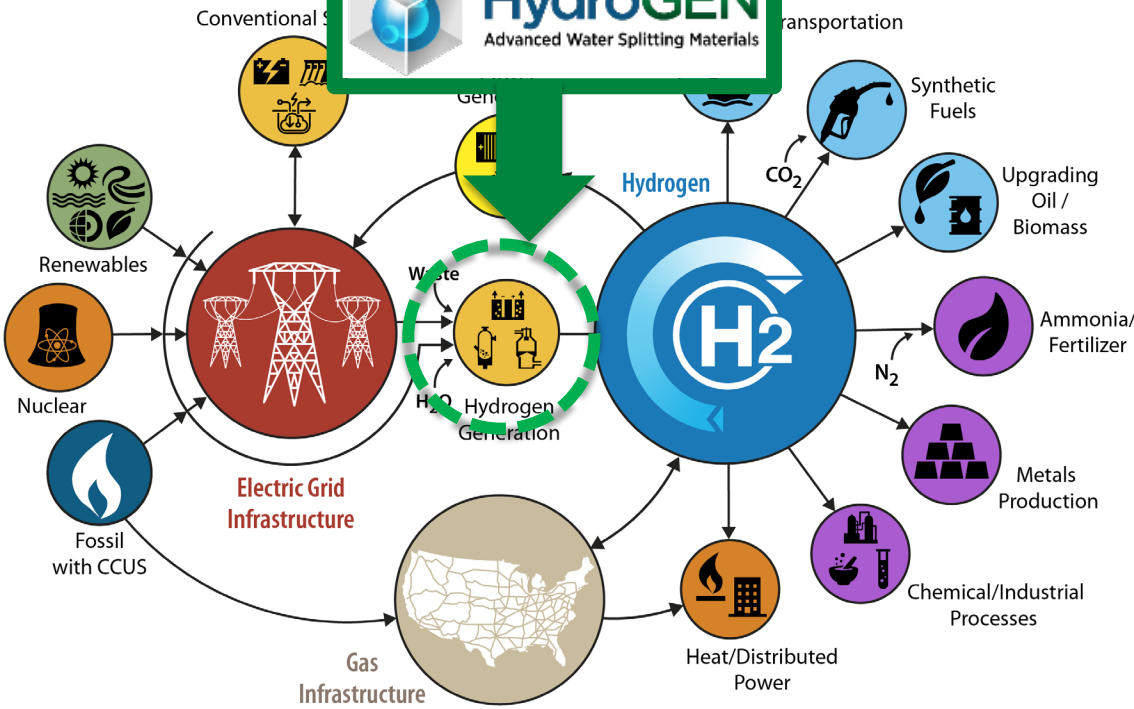 HydroGEN
Advanced Water Splitting Materials
Conventional S
ransportation
Gene
Synthetic
Fuels
CO2
Hydrogen
Upgrading
Oil /
Biomass
Renewables
Waste
H2
Ammonia/
Fertilizer
N2
Nuclear
H2O
Hydrogen
Generation
Metals
Production
Electric Grid
Infrastructure
Fossil
with CCUS
Chemical/Industrial
Processes
Heat/Distributed
Power
Gas
Infrastructure